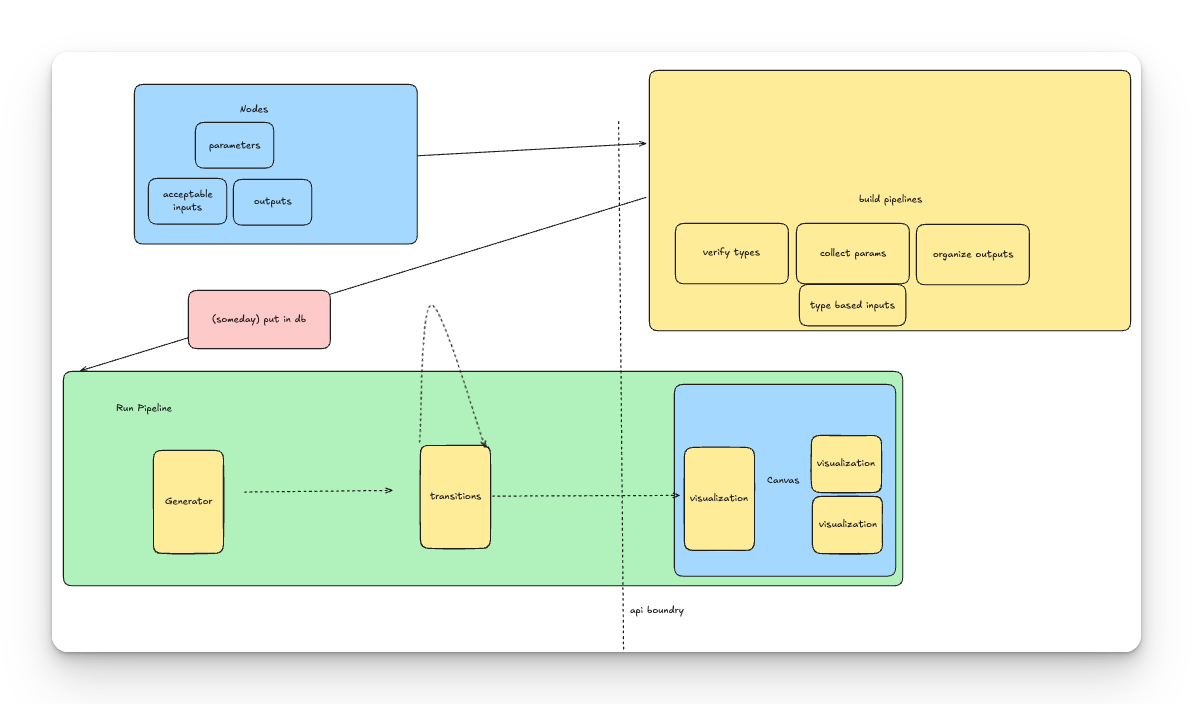 Nodes
parameters
acceptable
inputs
outputs
build pipelines
verify types
collect params
organize outputs
type based inputs
(someday) put in db
Run Pipeline
Generator
transitions
visualization
Canvas
visualization
visualization
api boundry